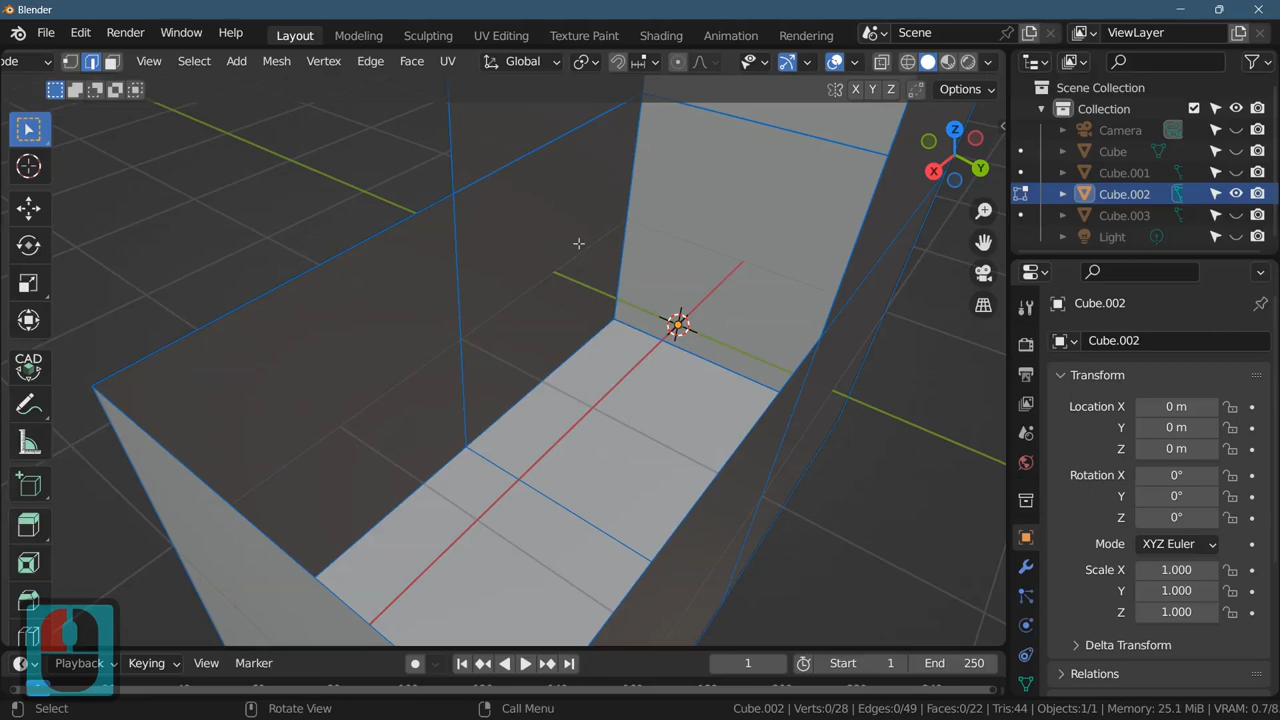 Blender
File Edit Render Window Help Layout Modeling Sculpting UV Editing Texture Paint Shading Animation Rendering Scene ViewLayer
de View Select Add Mesh Vertex Edge Face UV Global
X Y Z Options
Scene Collection
Collection
Camera
Cube
Cube.001
Cube.002
Cube.003
Light
Z
X
Y
CAD
Cube.002
Cube.002
Transform
Location X 0 m
Y 0 m
Z 0 m
Rotation X 0°
Y 0°
Z 0°
Mode XYZ Euler
Scale X 1.000
Y 1.000
Z 1.000
Delta Transform
Relations
Playback Keying View Marker 1 Start 1 End 250
Select Rotate View Call Menu Cube.002 | Verts:0/28 | Edges:0/49 | Faces:0/22 | Tris:44 | Objects:1/1 | Memory: 25.1 MiB | VRAM: 0.7/8